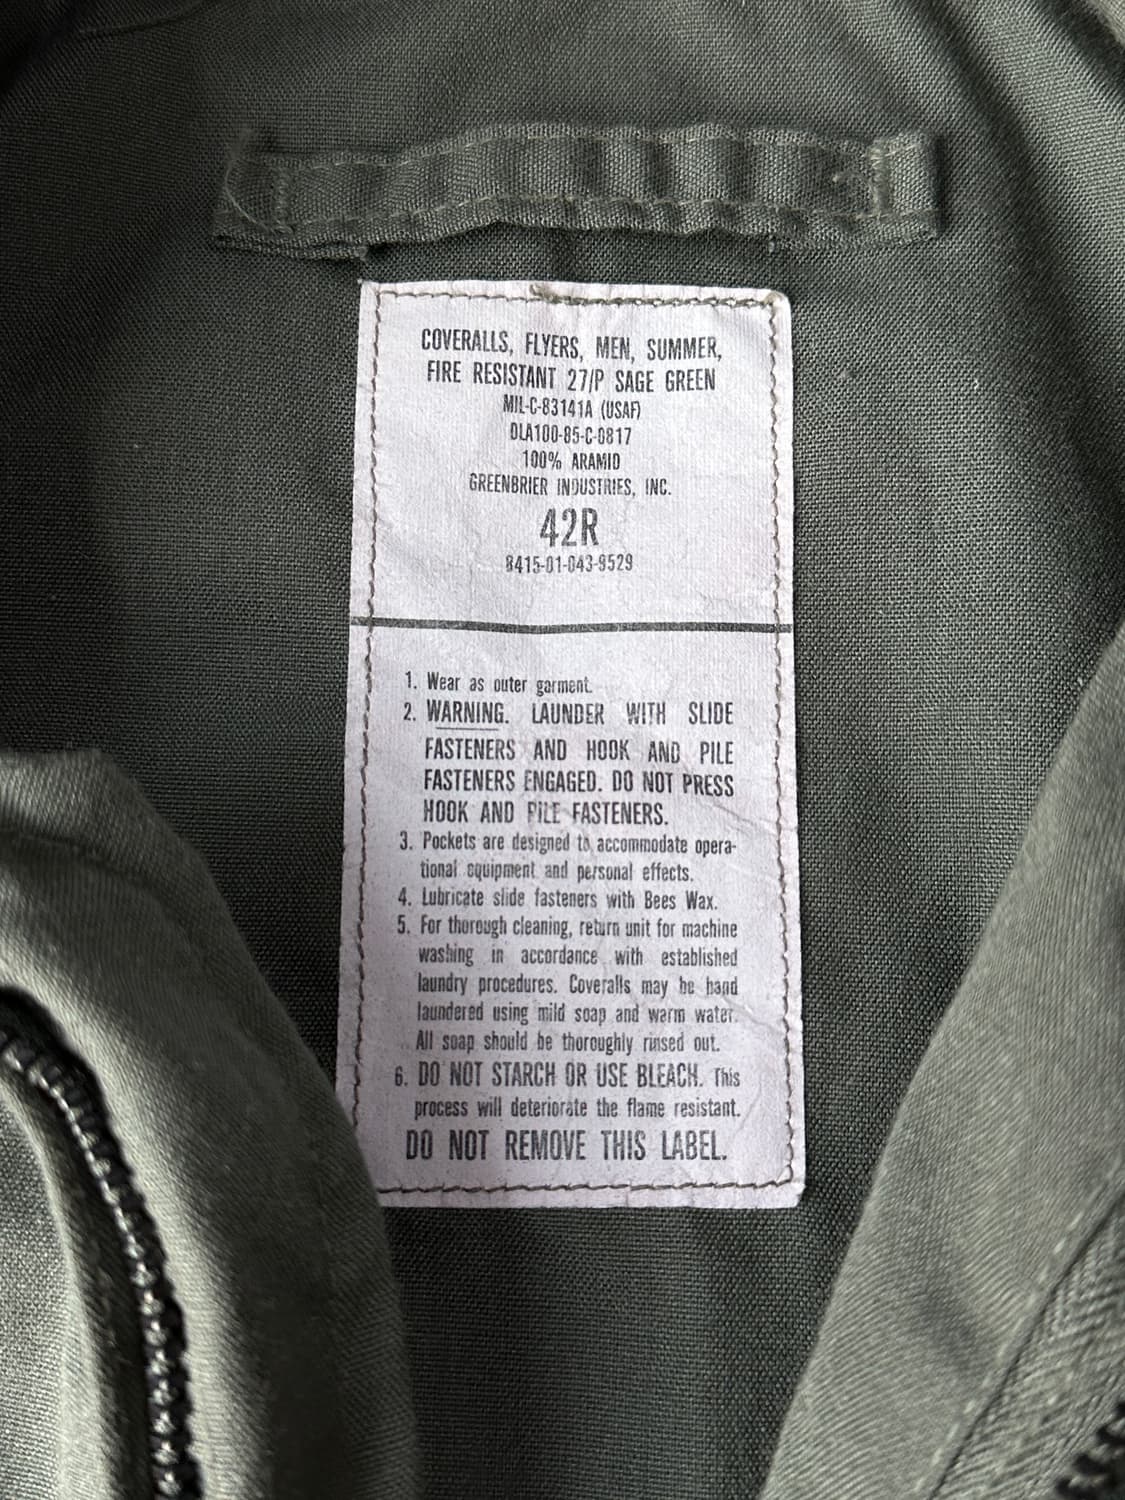 COVERALLS, FLYERS, MEN, SUMMER,
FIRE RESISTANT 27/P SAGE GREEN
MIL-C-83141A (USAF)
DLA100-85-C-0817
100% ARAMID
GREENBRIER INDUSTRIES, INC.
42R
8415-01-043-9529
1. Wear as outer garment.
2. WARNING. LAUNDER WITH SLIDE
FASTENERS AND HOOK AND PILE
FASTENERS ENGAGED. DO NOT PRESS
HOOK AND PILE FASTENERS.
3. Pockets are designed to accommodate opera-
tional equipment and personal effects.
4. Lubricate slide fasteners with Bees Wax.
5. For thorough cleaning, return unit for machine
washing in accordance with established
laundry procedures. Coveralls may be hand
laundered using mild soap and warm water.
All soap should be thoroughly rinsed out.
6. DO NOT STARCH OR USE BLEACH. This
process will deteriorate the flame resistant.
DO NOT REMOVE THIS LABEL.